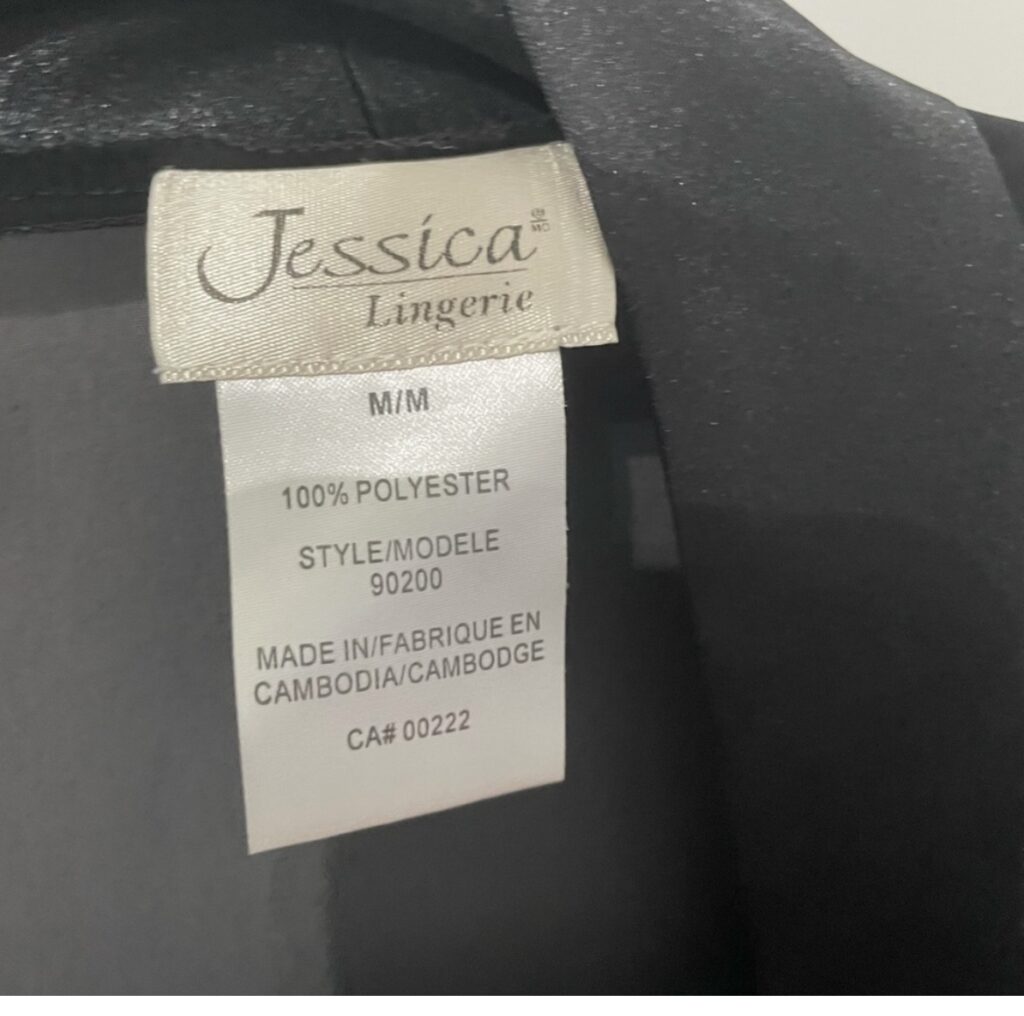 Jessica
Lingerie
M/M
100% POLYESTER
STYLE/MODELE
90200
MADE IN/FABRIQUE EN
CAMBODIA/CAMBODGE
CA# 00222